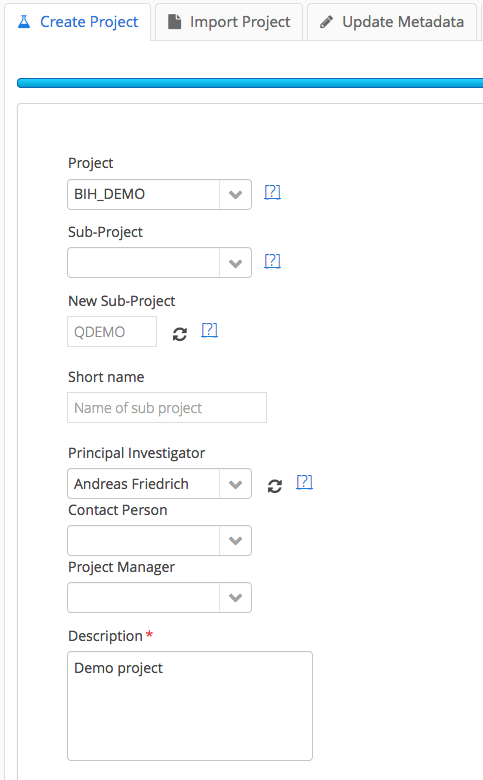 Create Project Import Project Update Metadata
Project
BIH_DEMO [?]
Sub-Project
[?]
New Sub-Project
QDEMO [?]
Short name
Name of sub project
Principal Investigator
Andreas Friedrich [?]
Contact Person
Project Manager
Description *
Demo project